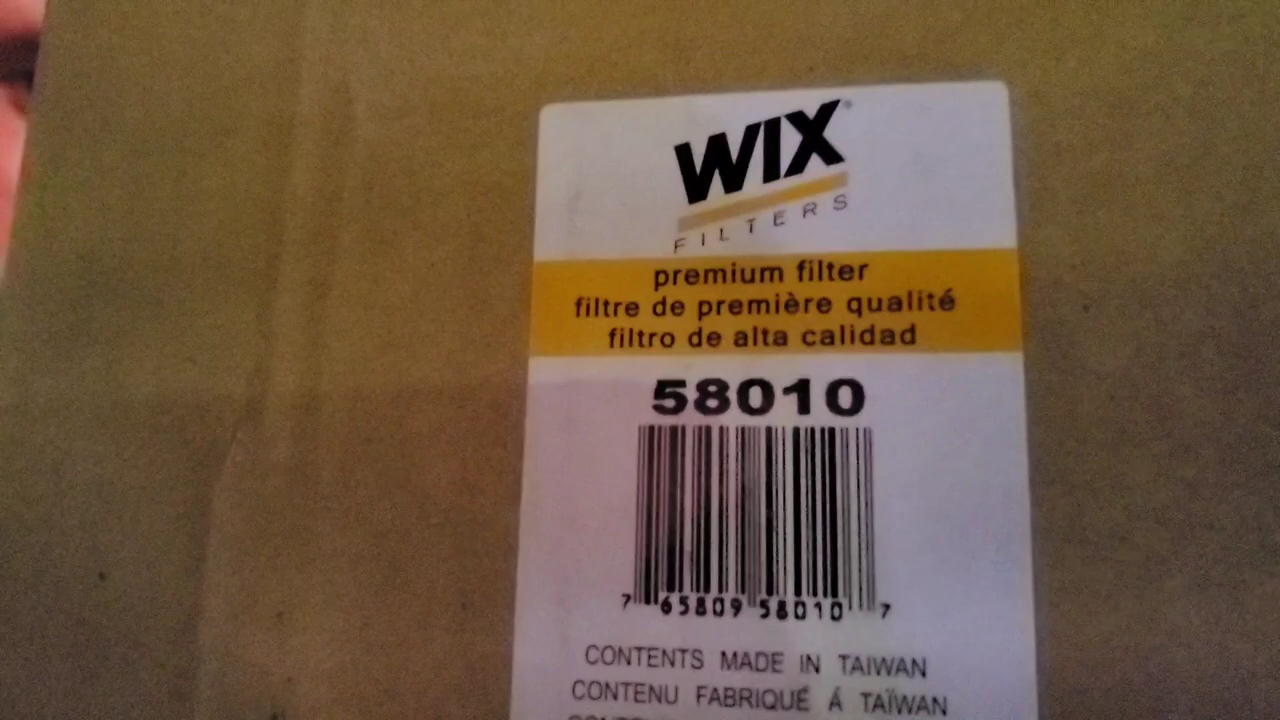 WIX®
FILTERS
premium filter
filtre de première qualité
filtro de alta calidad
58010
7 65809 58010 7
CONTENTS MADE IN TAIWAN
CONTENU FABRIQUÉ Á TAÏWAN